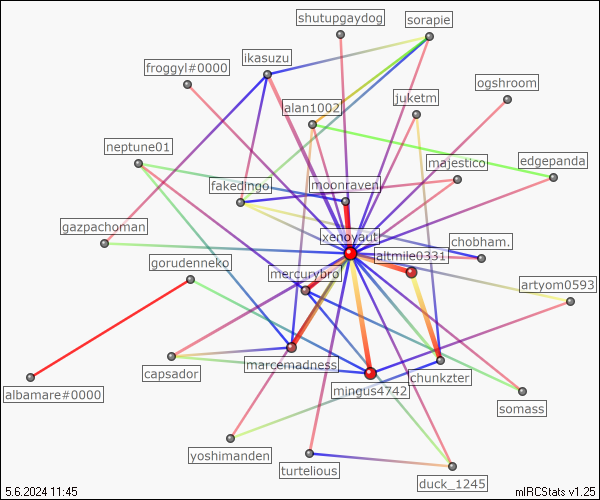 shutupgaydog
sorapie
ikasuzu
froggyl#0000
ogshroom
alan1002
juketm
neptune01
majestico
edgepanda
fakedingo
moonraven
gazpachoman
xenoyaut
chobham.
altmile0331
gorudenneko
mercurybro
artyom0593
marcemadness
capsador
chunkzter
albamare#0000
mingus4742
somass
yoshimanden
turtelious
duck_1245
5.6.2024 11:45
mIRCStats v1.25